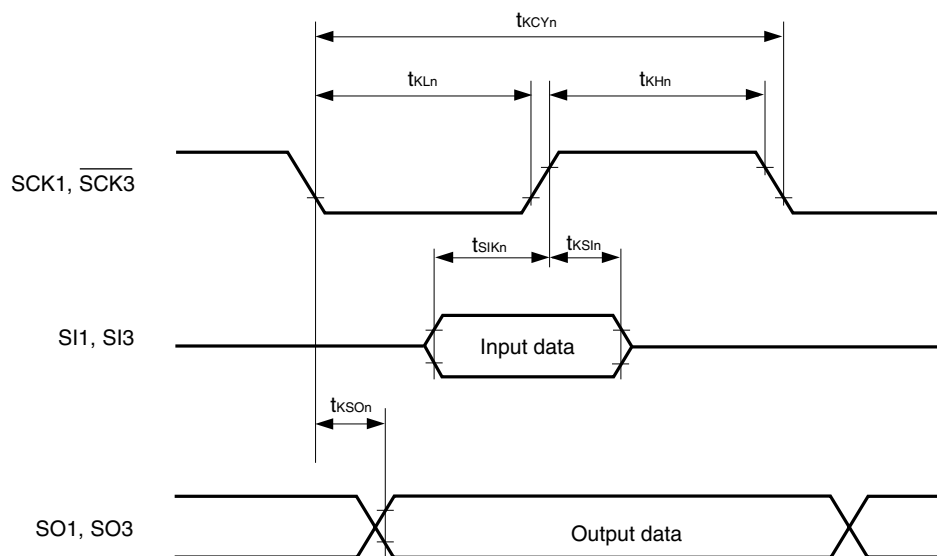 tKCYn
tKLn
tKHn
SCK1, SCK3
tSIKn
tKSIn
SI1, SI3
Input data
tKSOn
SO1, SO3
Output data